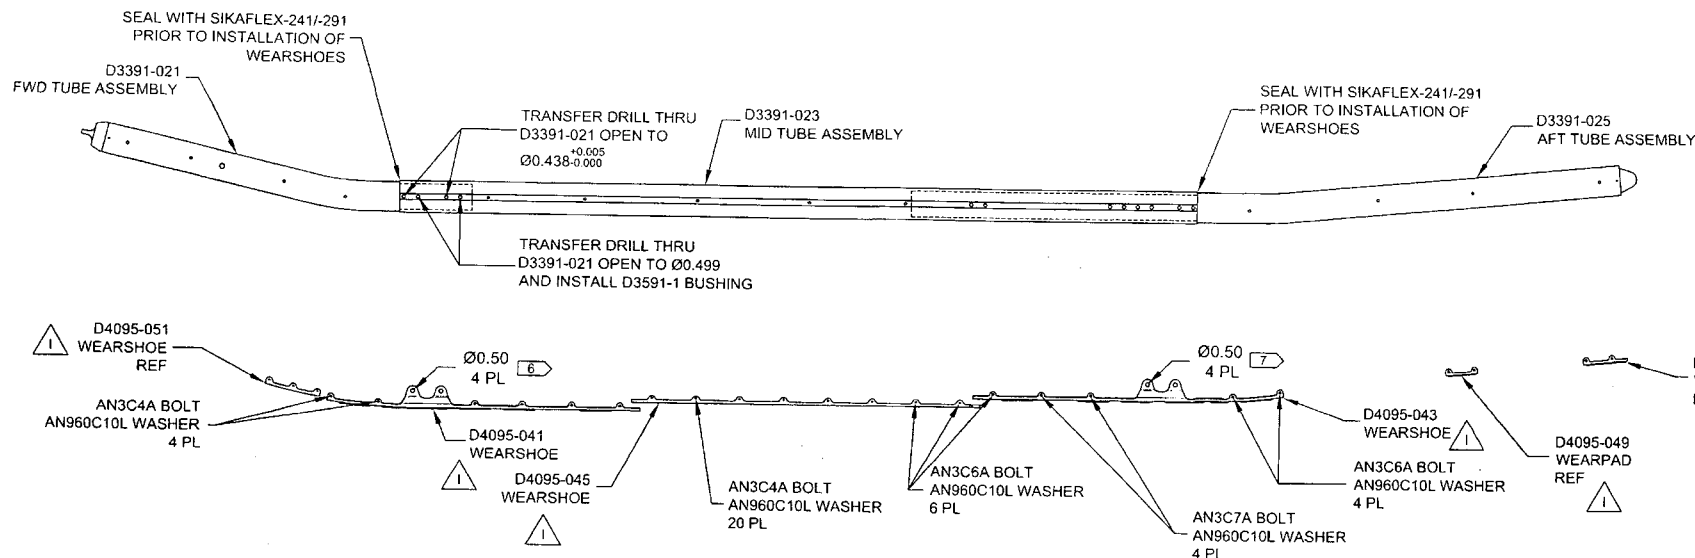 SEAL WITH SIKAFLEX-241/-291
PRIOR TO INSTALLATION OF
WEARSHOES
D3391-021
FWD TUBE ASSEMBLY
TRANSFER DRILL THRU
D3391-021 OPEN TO
Ø0.438+0.005
-0.000
D3391-023
MID TUBE ASSEMBLY
SEAL WITH SIKAFLEX-241/-291
PRIOR TO INSTALLATION OF
WEARSHOES
D3391-025
AFT TUBE ASSEMBLY
TRANSFER DRILL THRU
D3391-021 OPEN TO Ø0.499
AND INSTALL D3591-1 BUSHING
1
D4095-051
WEARSHOE
REF
Ø0.50
4 PL
6
Ø0.50
4 PL
7
AN3C4A BOLT
AN960C10L WASHER
4 PL
D4095-041
WEARSHOE
1
D4095-045
WEARSHOE
1
AN3C4A BOLT
AN960C10L WASHER
20 PL
AN3C6A BOLT
AN960C10L WASHER
6 PL
AN3C7A BOLT
AN960C10L WASHER
4 PL
D4095-043
WEARSHOE
1
AN3C6A BOLT
AN960C10L WASHER
4 PL
D4095-049
WEARPAD
REF
1